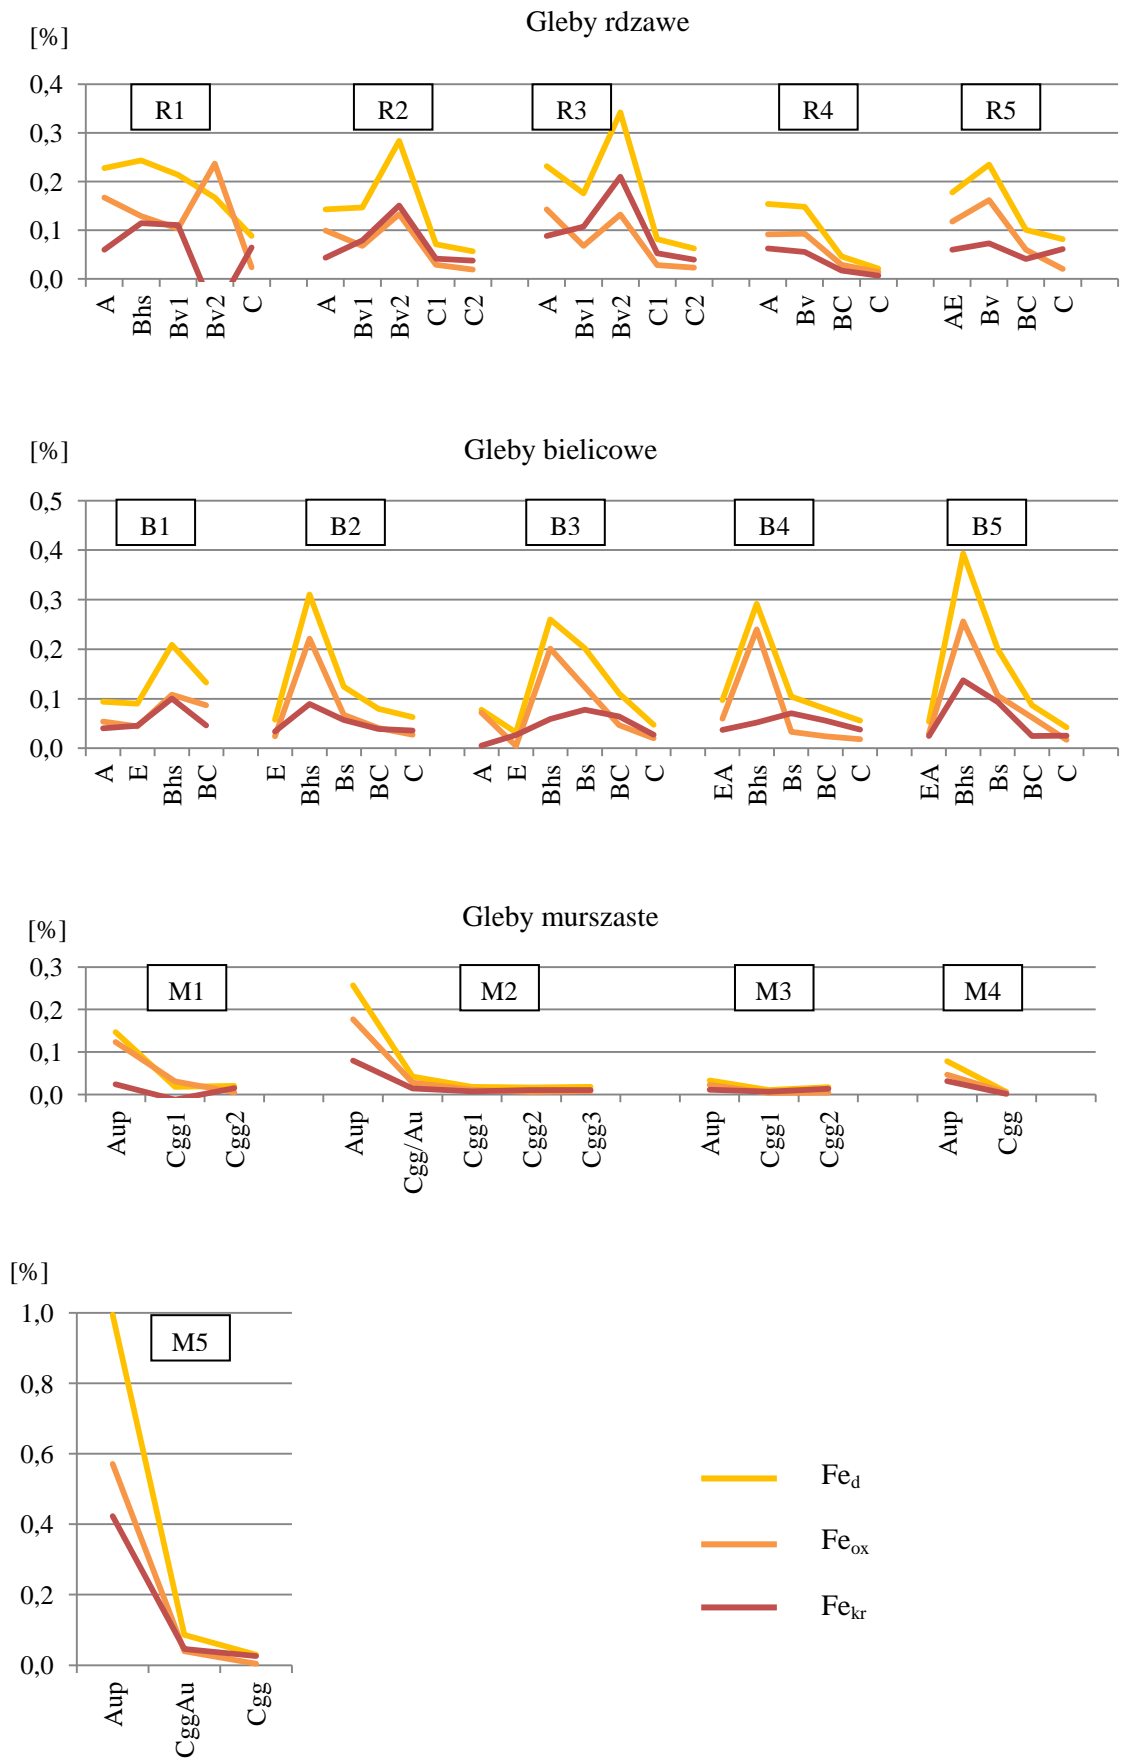 Gleby rdzawe
[%]
0,4
0,3
0,2
0,1
0,0
R1
R2
R3
R4
R5
A Bhs Bv1 Bv2 C A Bv1 Bv2 C1 C2 A Bv1 Bv2 C1 C2 A Bv BC C AE Bv BC C
[%]
Gleby bielicowe
0,5
0,4
0,3
0,2
0,1
0,0
B1
B2
B3
B4
B5
A E Bhs BC E Bhs Bs BC C A E Bhs Bs BC C EA Bhs Bs BC C EA Bhs Bs BC C
Gleby murszaste
[%]
0,3
0,2
0,1
0,0
M1
M2
M3
M4
Aup Cgg1 Cgg2 Aup Cgg/Au Cgg1 Cgg2 Cgg3 Aup Cgg1 Cgg2 Aup Cgg
[%]
1,0
0,8
0,6
0,4
0,2
0,0
M5
Aup CggAu Cgg
Fed
Feox
Fekr